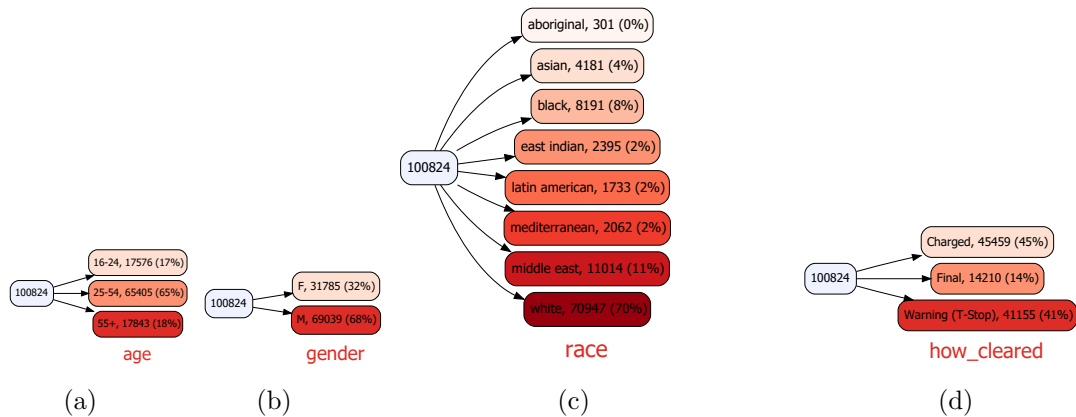 100824
16-24, 17576 (17%)
25-54, 65405 (65%)
55+, 17843 (18%)
age
(a)
100824
F, 31785 (32%)
M, 69039 (68%)
gender
(b)
100824
aboriginal, 301 (0%)
asian, 4181 (4%)
black, 8191 (8%)
east indian, 2395 (2%)
latin american, 1733 (2%)
mediterranean, 2062 (2%)
middle east, 11014 (11%)
white, 70947 (70%)
race
(c)
100824
Charged, 45459 (45%)
Final, 14210 (14%)
Warning (T-Stop), 41155 (41%)
how_cleared
(d)